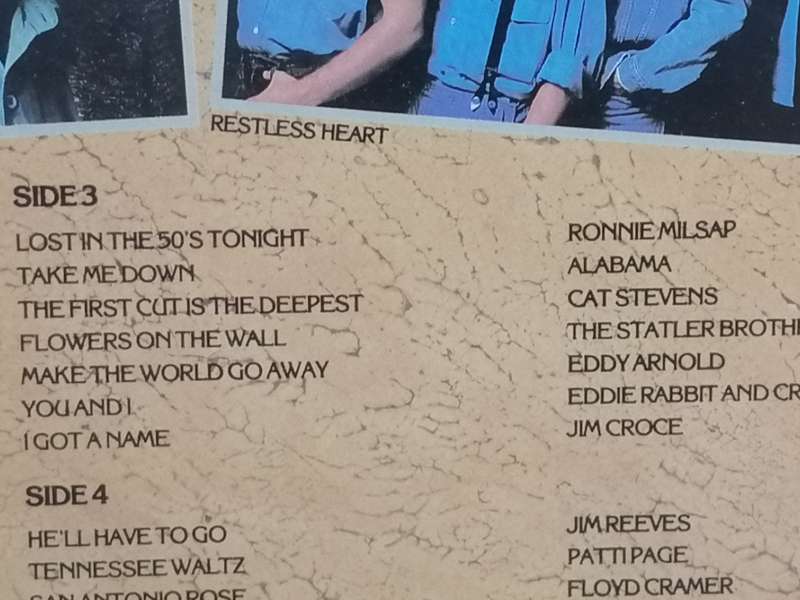 RESTLESS HEART
SIDE 3
LOST IN THE 50'S TONIGHT RONNIE MILSAP
TAKE ME DOWN ALABAMA
THE FIRST CUT IS THE DEEPEST CAT STEVENS
FLOWERS ON THE WALL THE STATLER
MAKE THE WORLD GO AWAY EDDY ARNOLD
YOU AND I EDDIE RABBIT AND
I GOT A NAME JIM CROCE
SIDE 4
HE'LL HAVE TO GO JIM REEVES
TENNESSEE WALTZ PATTI PAGE
SAN ANTONIO ROSE FLOYD CRAMER